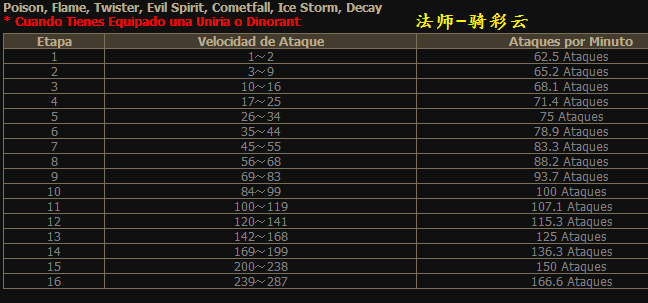 Poison, Flame, Twister, Evil Spirit, Cometfall, Ice Storm, Decay
* Cuando Tienes Equipado una Uniria o Dinorant 法师-骑彩云
Etapa Velocidad de Ataque Ataques por Minuto
1 1~2 62.5 Ataques
2 3~9 65.2 Ataques
3 10~16 68.1 Ataques
4 17~25 71.4 Ataques
5 26~34 75 Ataques
6 35~44 78.9 Ataques
7 45~55 83.3 Ataques
8 56~68 88.2 Ataques
9 69~83 93.7 Ataques
10 84~99 100 Ataques
11 100~119 107.1 Ataques
12 120~141 115.3 Ataques
13 142~168 125 Ataques
14 169~199 136.3 Ataques
15 200~238 150 Ataques
16 239~287 166.6 Ataques